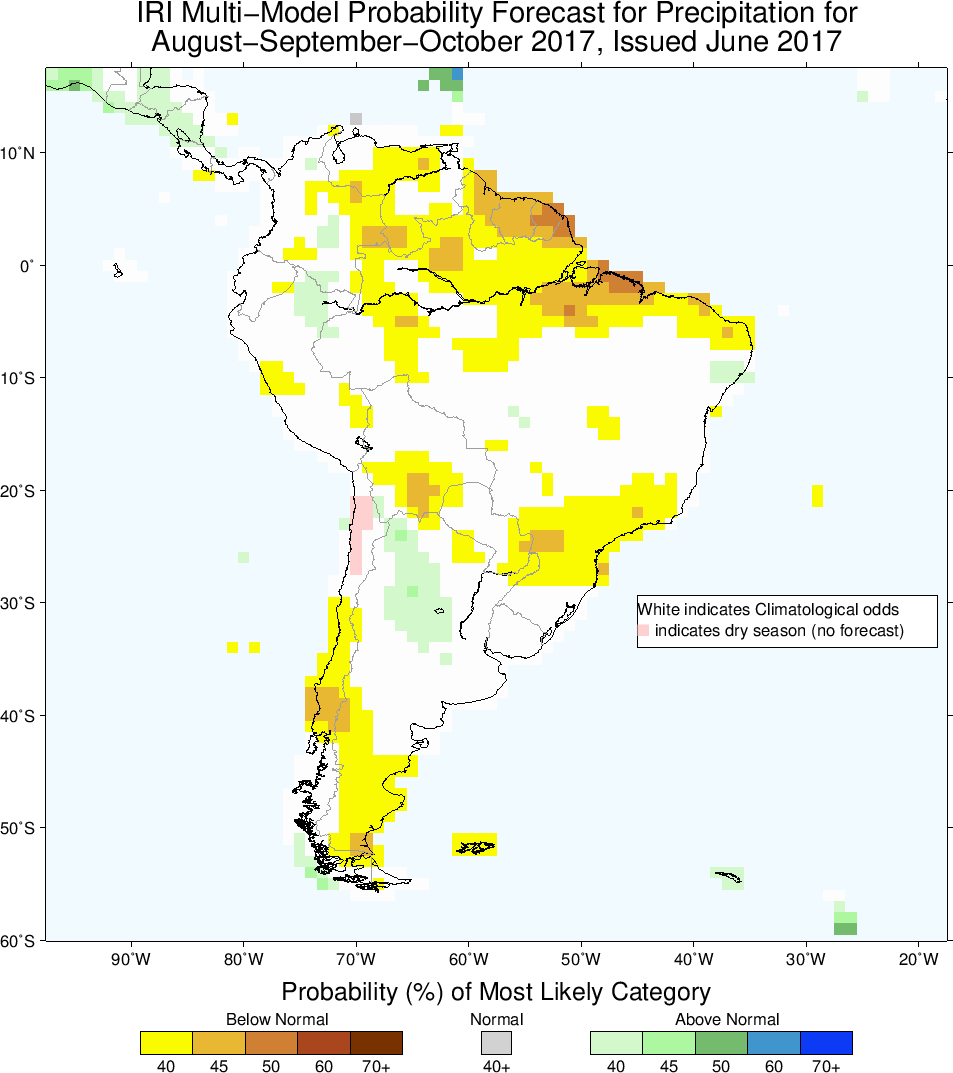 IRI Multi−Model Probability Forecast for Precipitation for
August−September−October 2017, Issued June 2017
10°N
0°
10°S
20°S
30°S
40°S
50°S
60°S
White indicates Climatological odds
indicates dry season (no forecast)
90°W 80°W 70°W 60°W 50°W 40°W 30°W 20°W
Probability (%) of Most Likely Category
Below Normal Normal Above Normal
40 45 50 60 70+ 40+ 40 45 50 60 70+